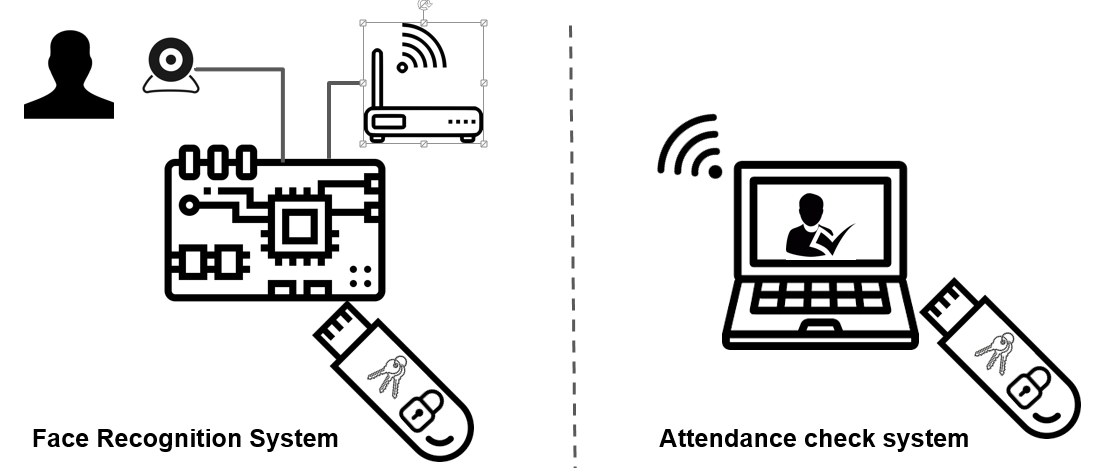 Face Recognition System
Attendance check system